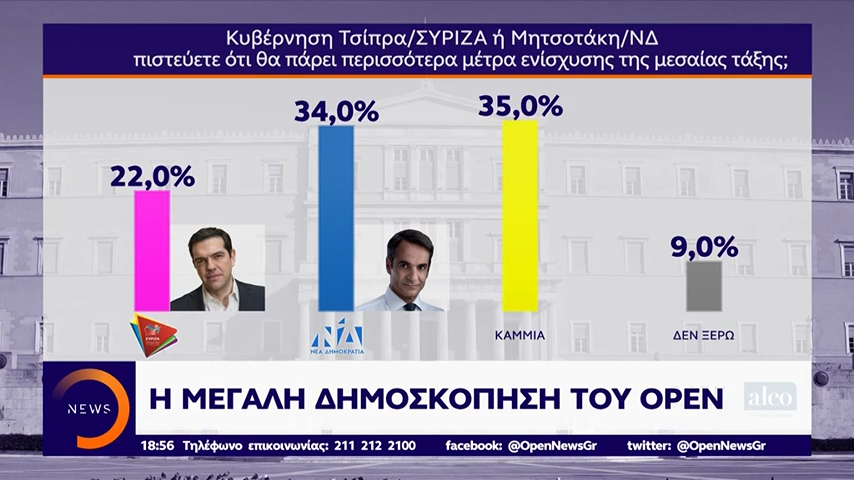 Κυβέρνηση Τσίπρα/ΣΥΡΙΖΑ ή Μητσοτάκη/ΝΔ
πιστεύετε ότι θα πάρει περισσότερα μέτρα ενίσχυσης της μεσαίας τάξης;
22,0%
34,0%
35,0%
9,0%
ΣΥΡΙΖΑ
ΝΔ
ΝΕΑ ΔΗΜΟΚΡΑΤΙΑ
ΚΑΜΜΙΑ
ΔΕΝ ΞΕΡΩ
NEWS
Η ΜΕΓΑΛΗ ΔΗΜΟΣΚΟΠΗΣΗ ΤΟΥ OPEN
alco
18:56 Τηλέφωνο επικοινωνίας: 211 212 2100 facebook: @OpenNewsGr twitter: @OpenNewsGr